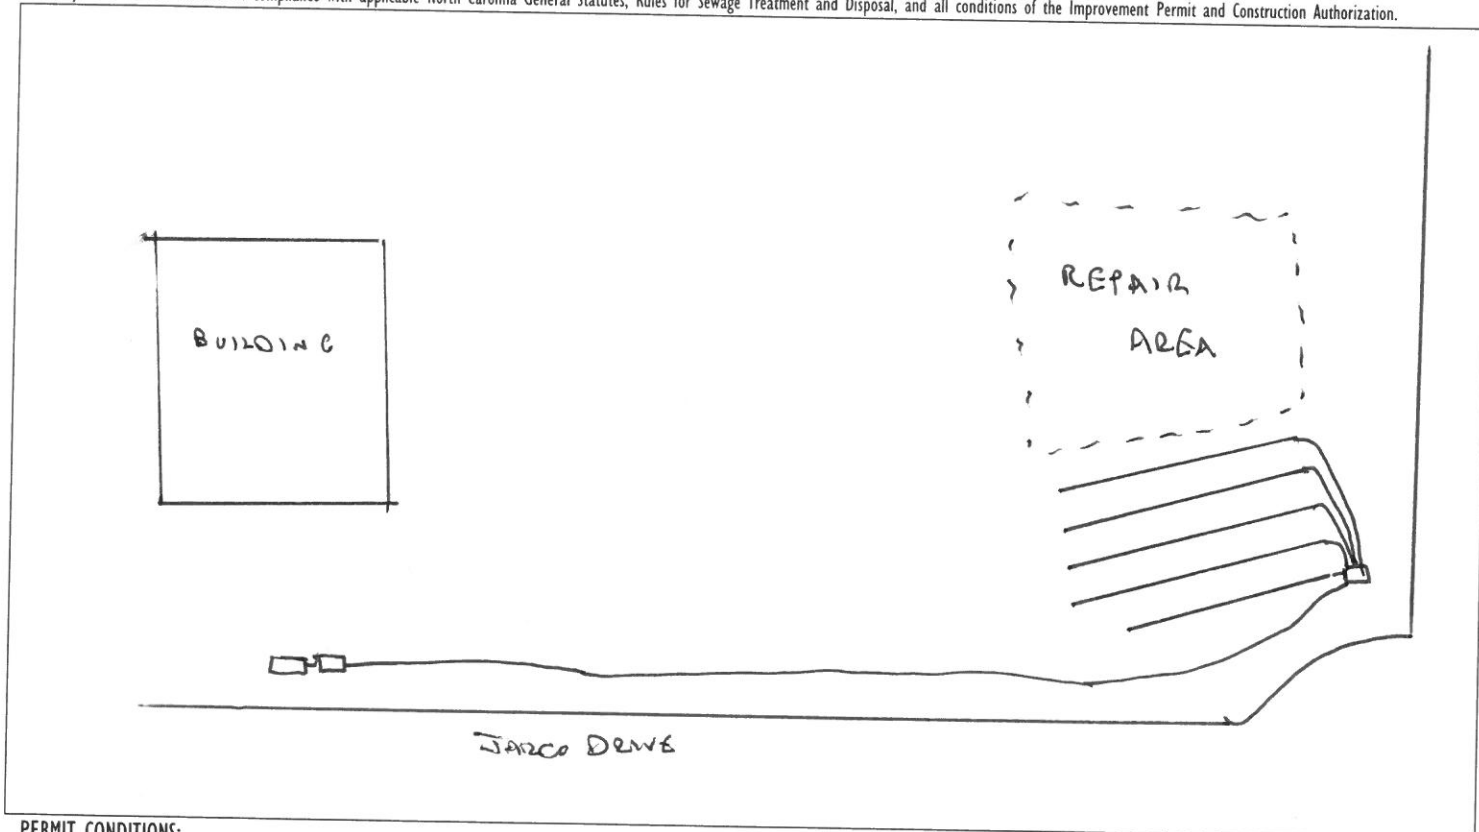 compliance with applicable North Carolina General Statutes, Rules for Sewage Treatment and Disposal, and all conditions of the Improvement Permit and Construction Authorization.
BUILDING
REPAIR
AREA
JARCO DRIVE
PERMIT CONDITIONS: